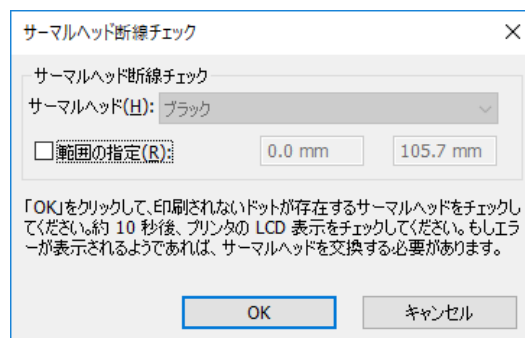 サーマルヘッド断線チェック
サーマルヘッド断線チェック
サーマルヘッド(H): ブラック
範囲の指定(R): 0.0 mm 105.7 mm
「OK」をクリックして、印刷されないドットが存在するサーマルヘッドをチェックし
てください。約 10 秒後、プリンタの LCD 表示をチェックしてください。もしエラ
ーが表示されるようであれば、サーマルヘッドを交換する必要があります。
OK キャンセル